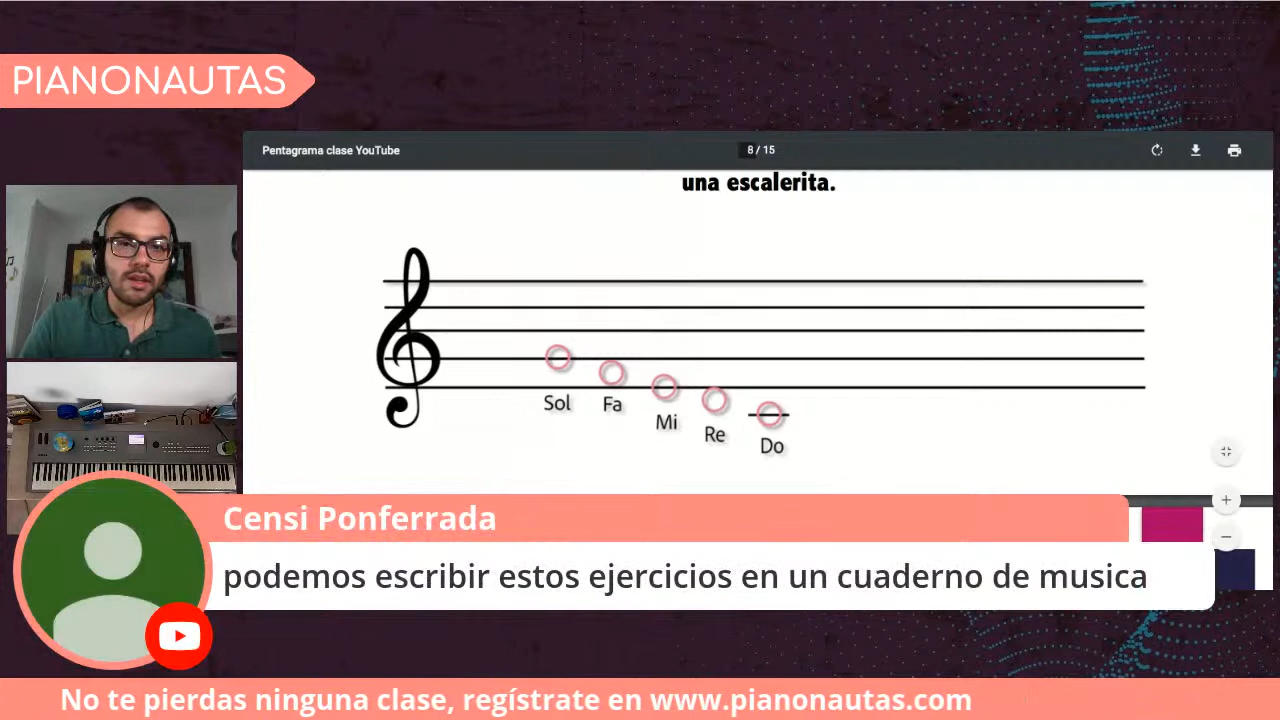 PIANONAUTAS
Pentagrama clase YouTube
8 / 15
una escalerita.
Sol
Fa
Mi
Re
Do
Censi Ponferrada
podemos escribir estos ejercicios en un cuaderno de musica
No te pierdas ninguna clase, regístrate en www.pianonautas.com